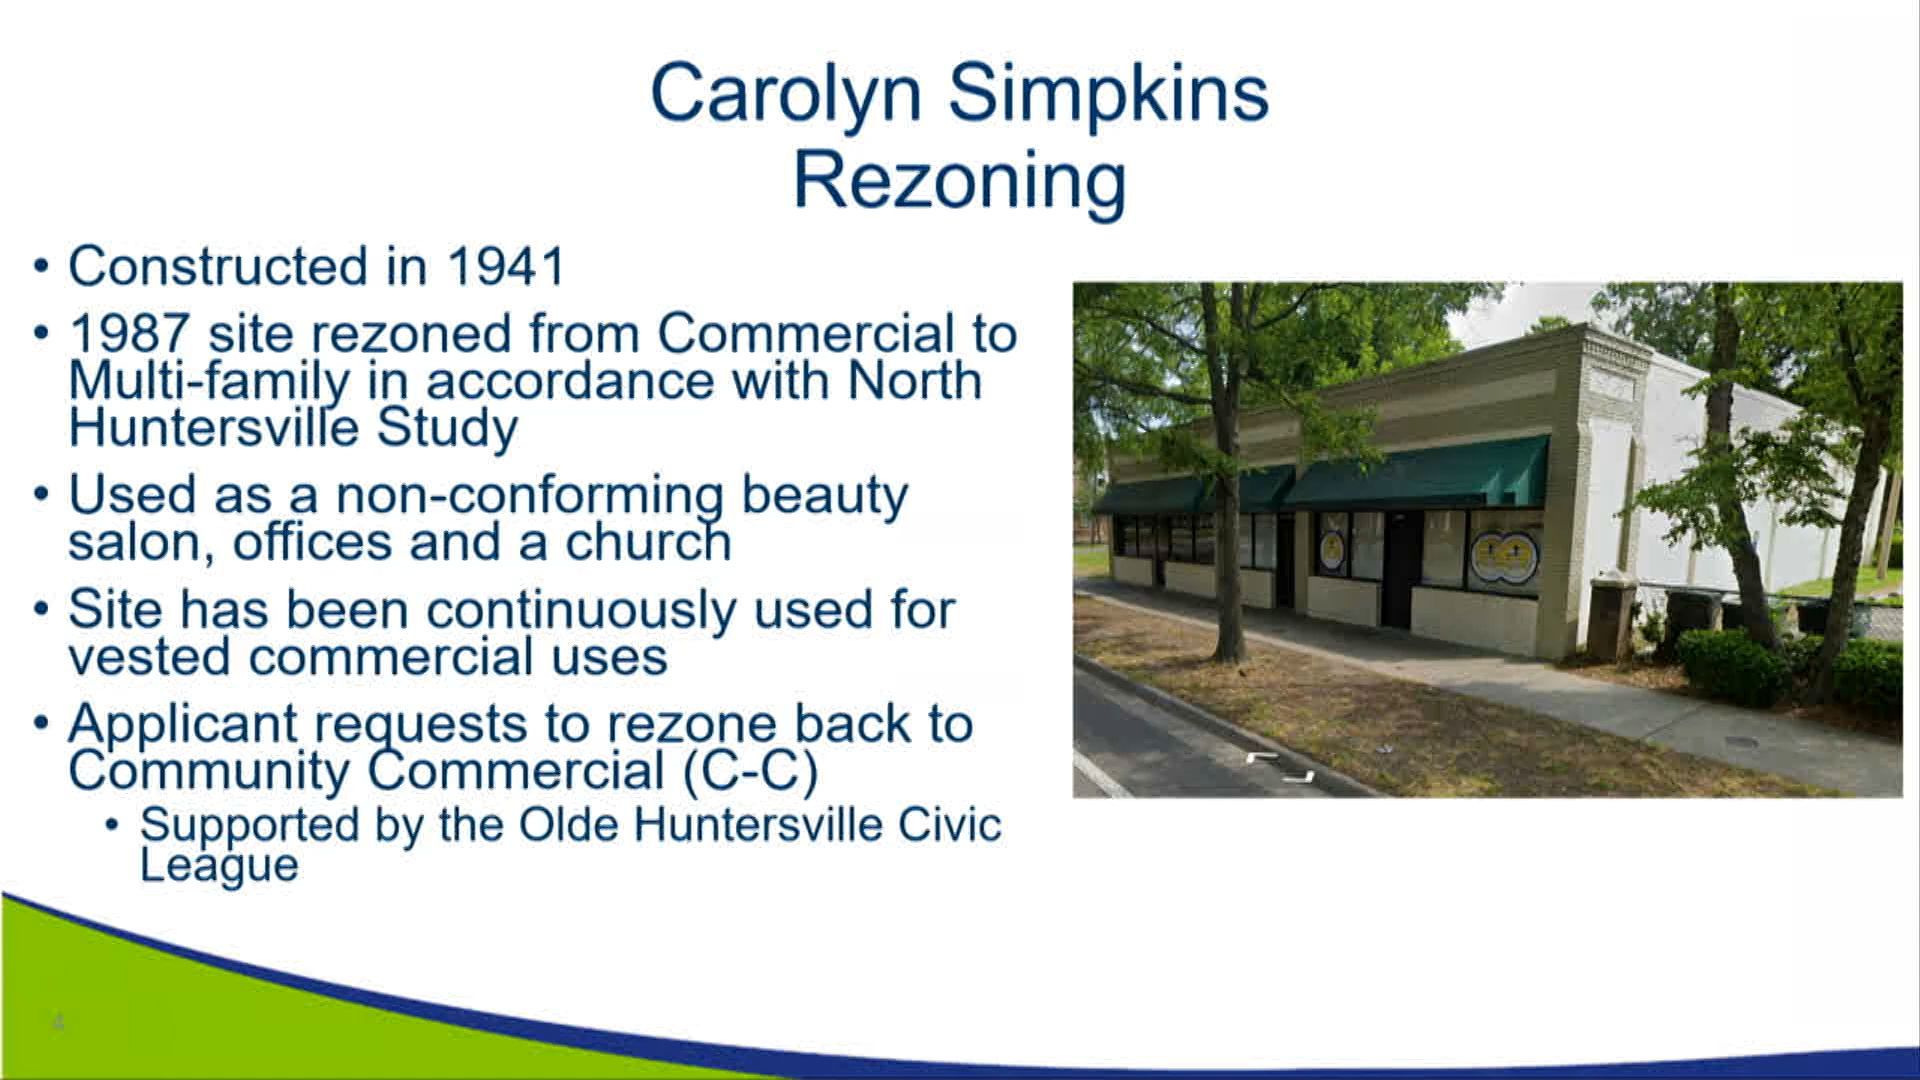 Carolyn Simpkins
Rezoning
• Constructed in 1941
• 1987 site rezoned from Commercial to
Multi-family in accordance with North
Huntersville Study
• Used as a non-conforming beauty
salon, offices and a church
• Site has been continuously used for
vested commercial uses
• Applicant requests to rezone back to
Community Commercial (C-C)
• Supported by the Olde Huntersville Civic
League
4